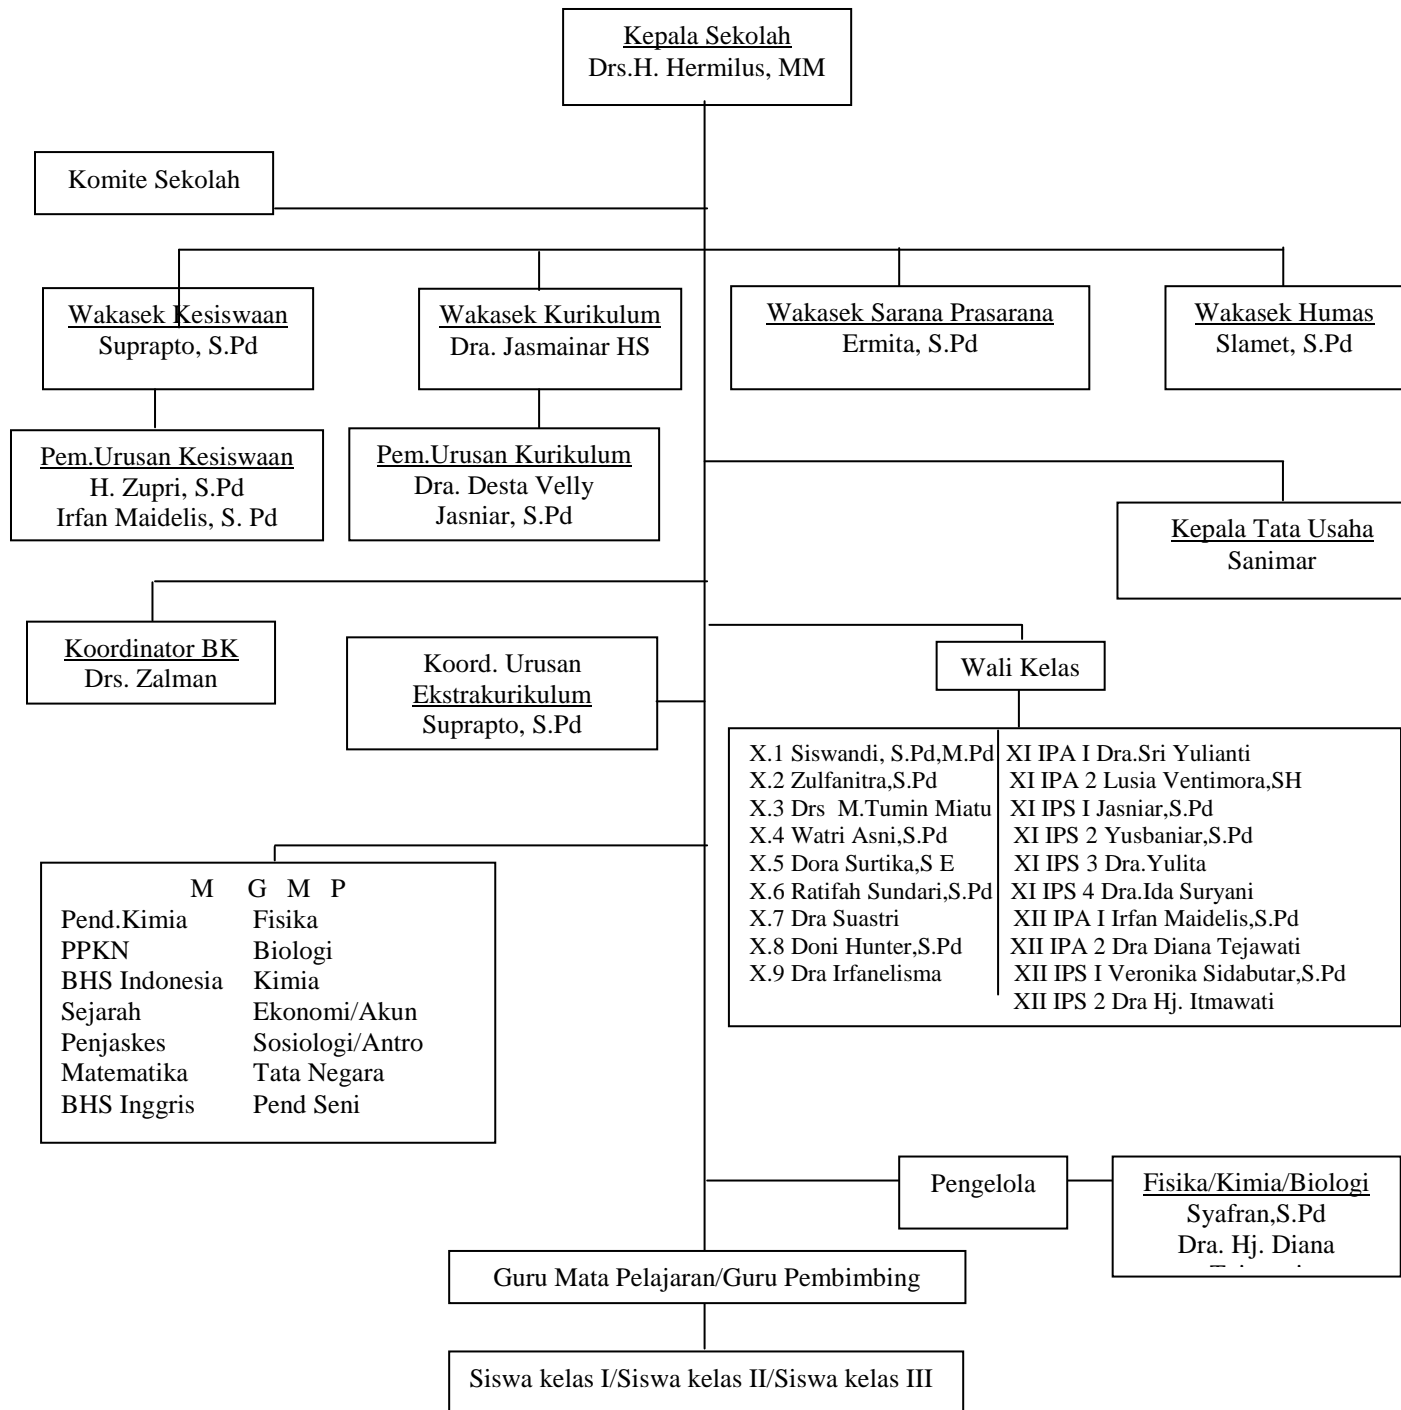 Kepala Sekolah
Drs.H. Hermilus, MM
Komite Sekolah
Wakasek Kesiswaan
Suprapto, S.Pd
Wakasek Kurikulum
Dra. Jasmainar HS
Wakasek Sarana Prasarana
Ermita, S.Pd
Wakasek Humas
Slamet, S.Pd
Pem.Urusan Kesiswaan
H. Zupri, S.Pd
Irfan Maidelis, S. Pd
Pem.Urusan Kurikulum
Dra. Desta Velly
Jasniar, S.Pd
Kepala Tata Usaha
Sanimar
Koordinator BK
Drs. Zalman
Koord. Urusan
Ekstrakurikulum
Suprapto, S.Pd
Wali Kelas
X.1 Siswandi, S.Pd,M.Pd
X.2 Zulfanitra,S.Pd
X.3 Drs M.Tumin Miatu
X.4 Watri Asni,S.Pd
X.5 Dora Surtika,S E
X.6 Ratifah Sundari,S.Pd
X.7 Dra Suastri
X.8 Doni Hunter,S.Pd
X.9 Dra Irfanelisma
XI IPA I Dra.Sri Yulianti
XI IPA 2 Lusia Ventimora,SH
XI IPS I Jasniar,S.Pd
XI IPS 2 Yusbaniar,S.Pd
XI IPS 3 Dra.Yulita
XI IPS 4 Dra.Ida Suryani
XII IPA I Irfan Maidelis,S.Pd
XII IPA 2 Dra Diana Tejawati
XII IPS I Veronika Sidabutar,S.Pd
XII IPS 2 Dra Hj. Itmawati
M G M P
Pend.Kimia Fisika
PPKN Biologi
BHS Indonesia Kimia
Sejarah Ekonomi/Akun
Penjaskes Sosiologi/Antro
Matematika Tata Negara
BHS Inggris Pend Seni
Pengelola
Fisika/Kimia/Biologi
Syafran,S.Pd
Dra. Hj. Diana
Guru Mata Pelajaran/Guru Pembimbing
Siswa kelas I/Siswa kelas II/Siswa kelas III